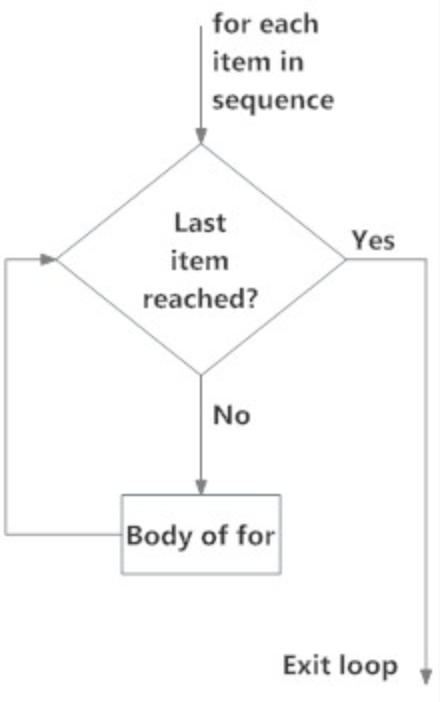 for each
item in
sequence
Last
item
reached?
Yes
No
Body of for
Exit loop